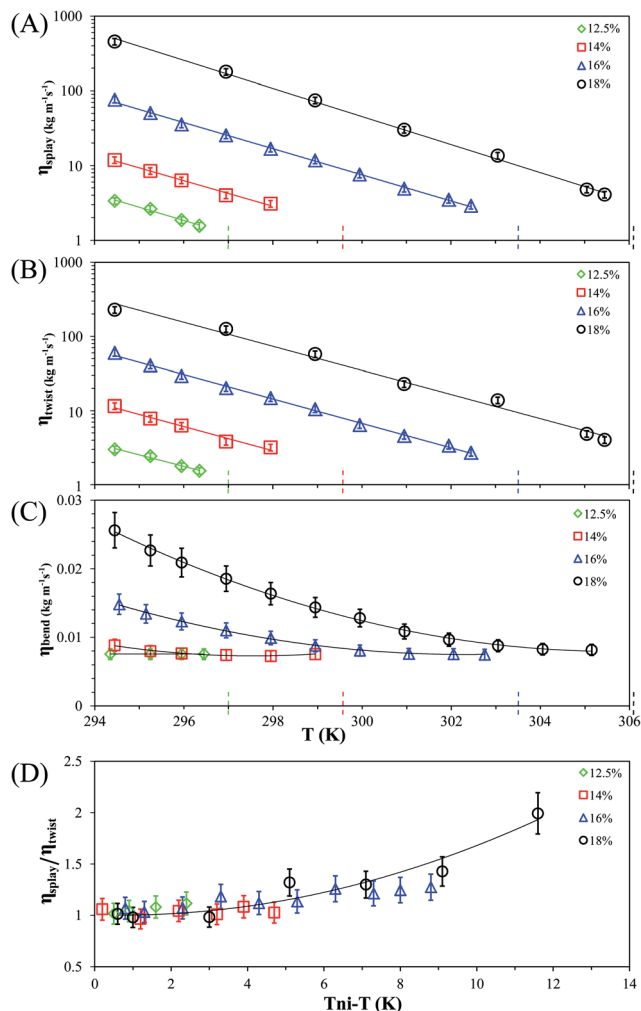 (A)
1000
100
10
1
ηsplay (kg m⁻¹s⁻¹)
12.5%
14%
16%
18%
(B)
1000
100
10
1
ηtwist (kg m⁻¹s⁻¹)
12.5%
14%
16%
18%
(C)
0.03
0.02
0.01
0
ηbend (kg m⁻¹s⁻¹)
12.5%
14%
16%
18%
294 296 298 300 302 304 306
T (K)
(D)
2.5
2
1.5
1
0.5
ηsplay/ηtwist
12.5%
14%
16%
18%
0 2 4 6 8 10 12 14
Tni-T (K)